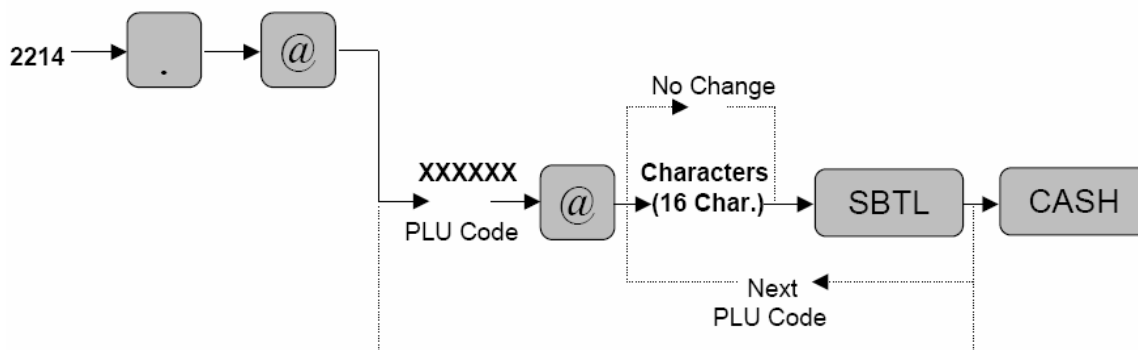 2214
.
@
No Change
XXXXXX
PLU Code
@
Characters
(16 Char.)
SBTL
CASH
Next
PLU Code